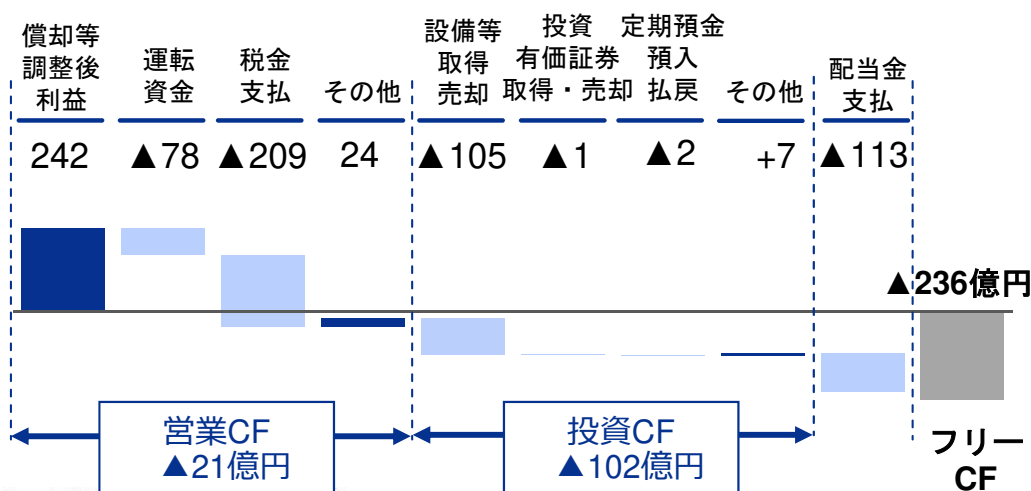 償却等
調整後
利益
運転
資金
税金
支払
その他
設備等
取得
売却
投資
有価証券
取得・売却
定期預金
預入
払戻
その他
配当金
支払
242
▲78
▲209
24
▲105
▲1
▲2
+7
▲113
▲236億円
営業CF
▲21億円
投資CF
▲102億円
フリー
CF